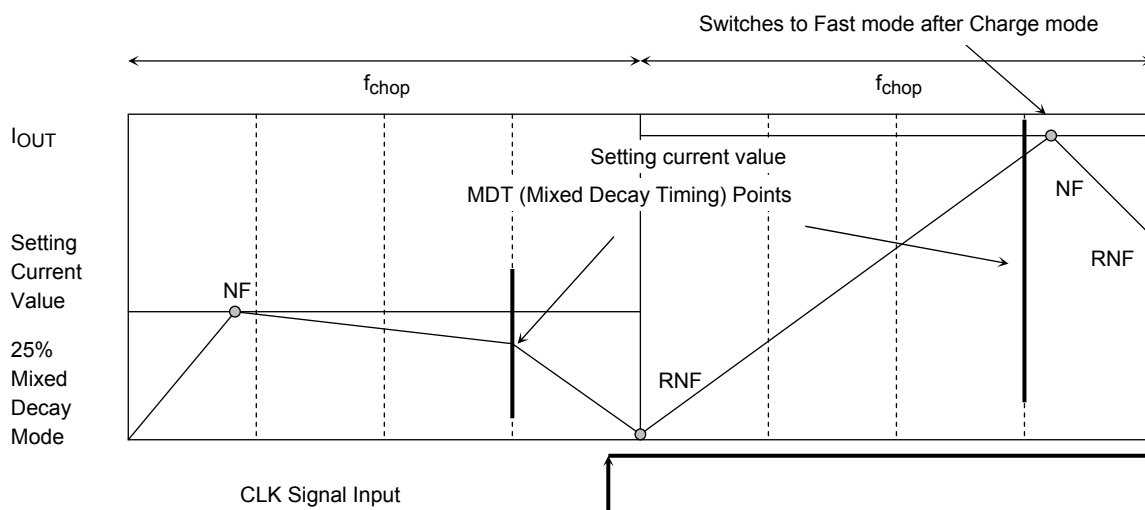 Switches to Fast mode after Charge mode
fchop
fchop
IOUT
Setting current value
MDT (Mixed Decay Timing) Points
NF
RNF
Setting
Current
Value
NF
25%
Mixed
Decay
Mode
RNF
CLK Signal Input